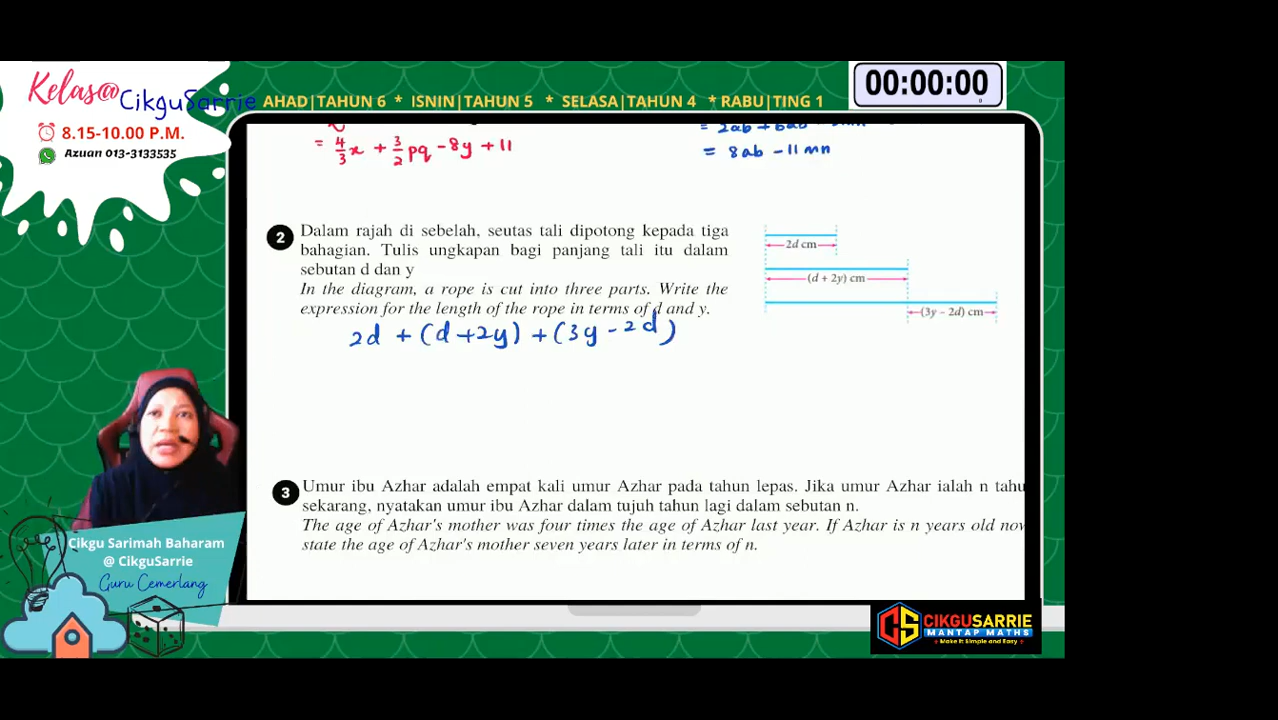 Kelas@
CikguSarrie
8.15-10.00 P.M.
Azuan 013-3133535
AHAD|TAHUN 6 * ISNIN|TAHUN 5 * SELASA|TAHUN 4 * RABU|TING 1
00:00:00
= 4/3 x + 3/2 pq - 8y + 11
= 8ab - 11mn
2 Dalam rajah di sebelah, seutas tali dipotong kepada tiga
bahagian. Tulis ungkapan bagi panjang tali itu dalam
sebutan d dan y
In the diagram, a rope is cut into three parts. Write the
expression for the length of the rope in terms of d and y.
2d cm
(d + 2y) cm
(3y - 2d) cm
2d + (d+2y) + (3y - 2d)
3 Umur ibu Azhar adalah empat kali umur Azhar pada tahun lepas. Jika umur Azhar ialah n tahu
sekarang, nyatakan umur ibu Azhar dalam tujuh tahun lagi dalam sebutan n.
The age of Azhar's mother was four times the age of Azhar last year. If Azhar is n years old now
state the age of Azhar's mother seven years later in terms of n.
Cikgu Sarimah Baharam
@ CikguSarrie
Guru Cemerlang
CS CIKGUSARRIE
MANTAP MATHS
Make It Simple and Easy